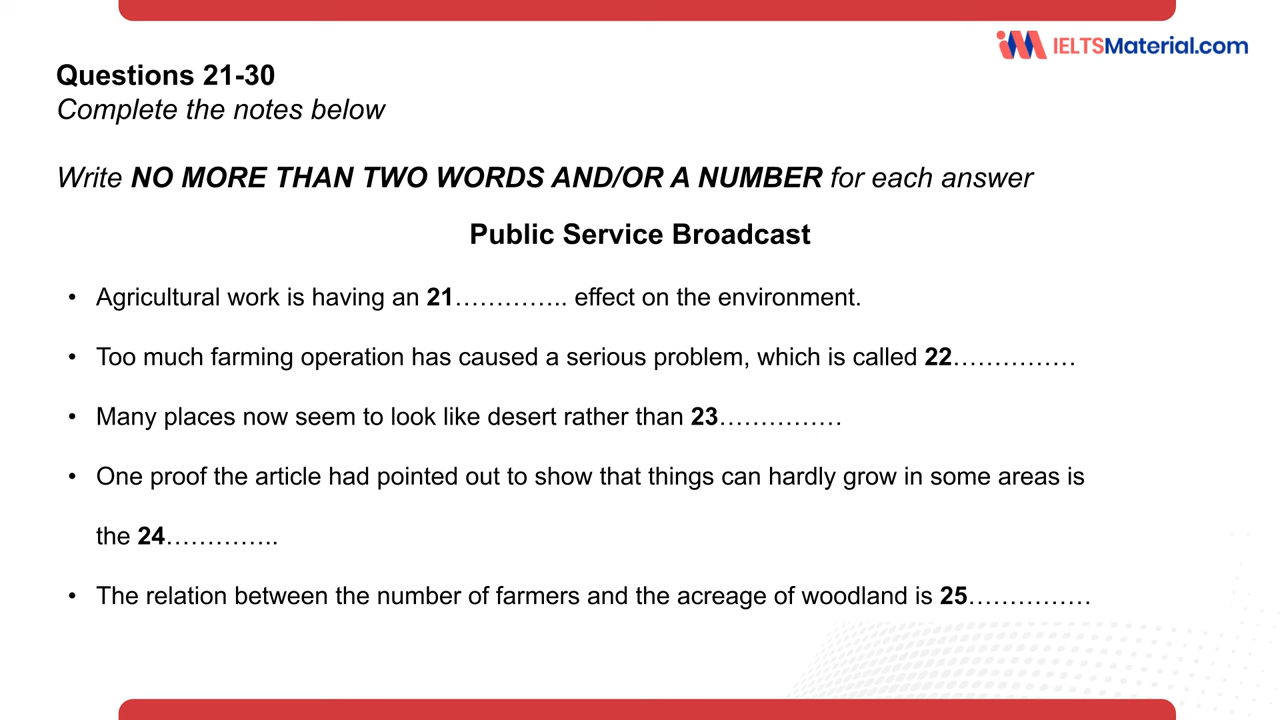 IELTSMaterial.com
Questions 21-30
Complete the notes below
Write NO MORE THAN TWO WORDS AND/OR A NUMBER for each answer
Public Service Broadcast
• Agricultural work is having an 21………….. effect on the environment.
• Too much farming operation has caused a serious problem, which is called 22……………
• Many places now seem to look like desert rather than 23……………
• One proof the article had pointed out to show that things can hardly grow in some areas is
the 24…………..
• The relation between the number of farmers and the acreage of woodland is 25……………